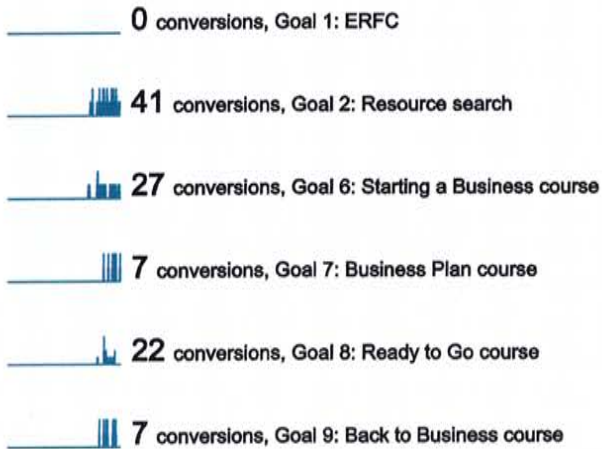 0 conversions, Goal 1: ERFC
41 conversions, Goal 2: Resource search
27 conversions, Goal 6: Starting a Business course
7 conversions, Goal 7: Business Plan course
22 conversions, Goal 8: Ready to Go course
7 conversions, Goal 9: Back to Business course